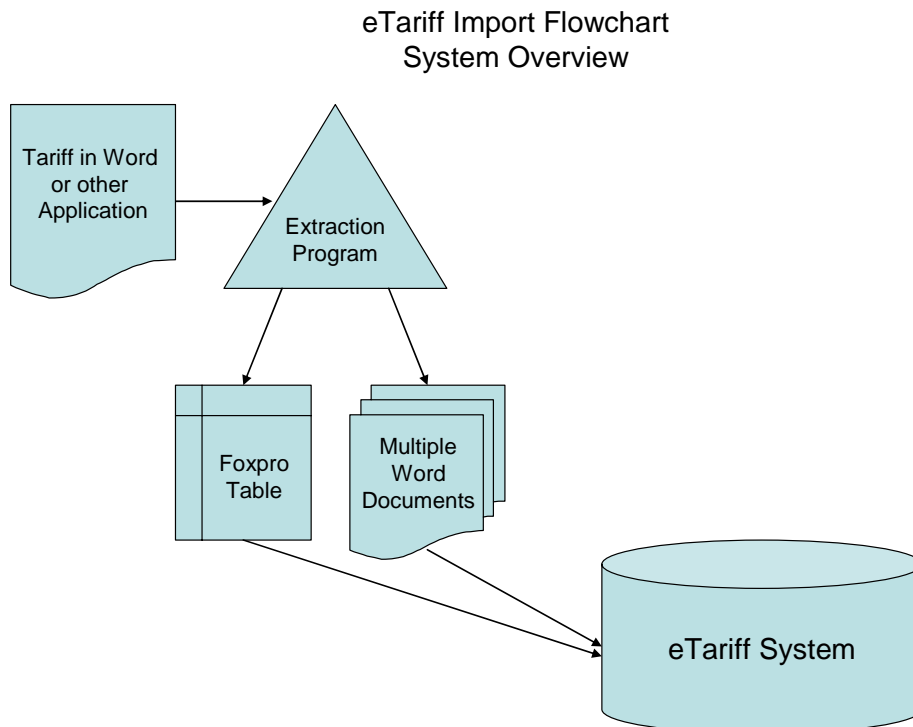 eTariff Import Flowchart
System Overview
Tariff in Word
or other
Application
Extraction
Program
Foxpro
Table
Multiple
Word
Documents
eTariff System